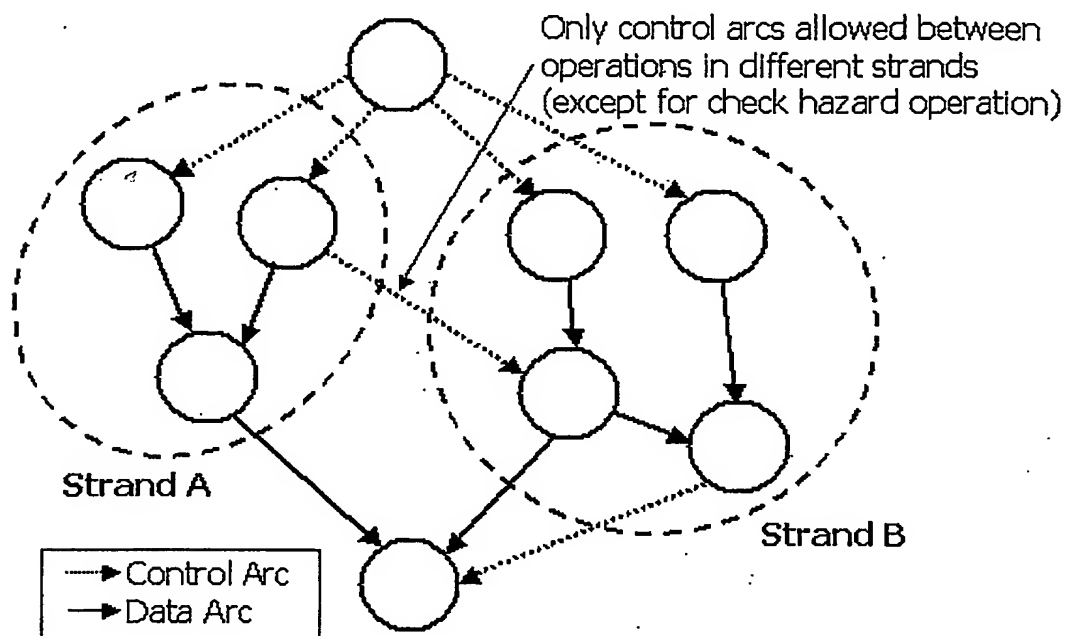 Only control arcs allowed between
operations in different strands
(except for check hazard operation)
Strand A
Strand B
Control Arc
Data Arc